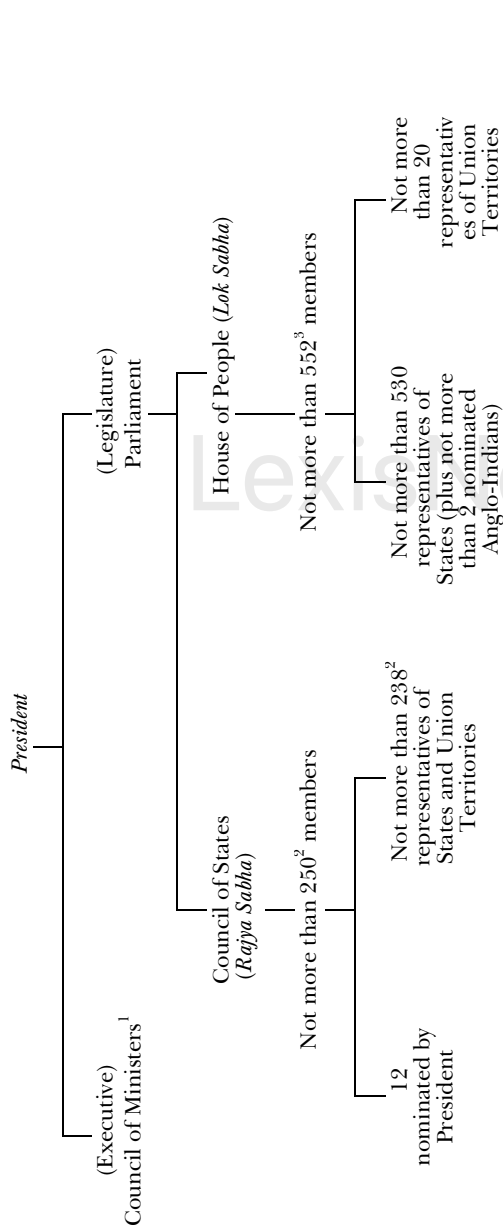 President
(Executive)
Council of Ministers1
(Legislature)
Parliament
Council of States
(Rajya Sabha)
House of People (Lok Sabha)
Not more than 2502 members
Not more than 5523 members
12
nominated by
President
Not more than 2382
representatives of
States and Union
Territories
Not more than 530
representatives of
States (plus not more
than 2 nominated
Anglo-Indians)
Not more
than 20
representativ
es of Union
Territories
LexisN